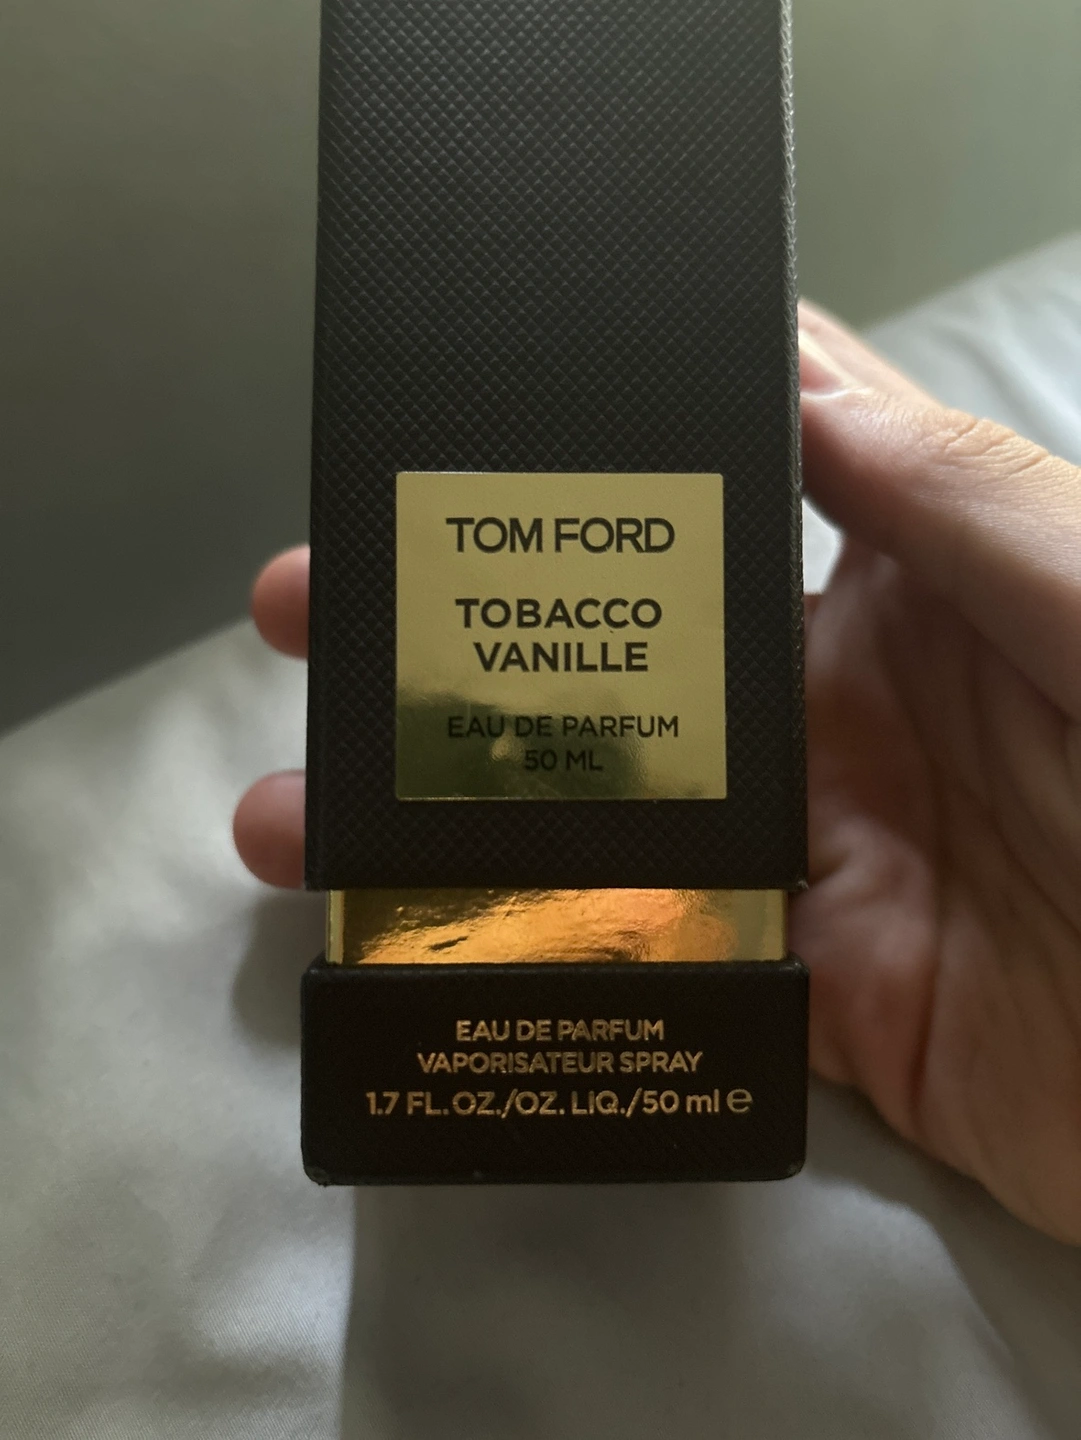 TOM FORD
TOBACCO
VANILLE
EAU DE PARFUM
50 ML
EAU DE PARFUM
VAPORISATEUR SPRAY
1.7 FL.OZ./OZ. LIQ./50 ml ℮